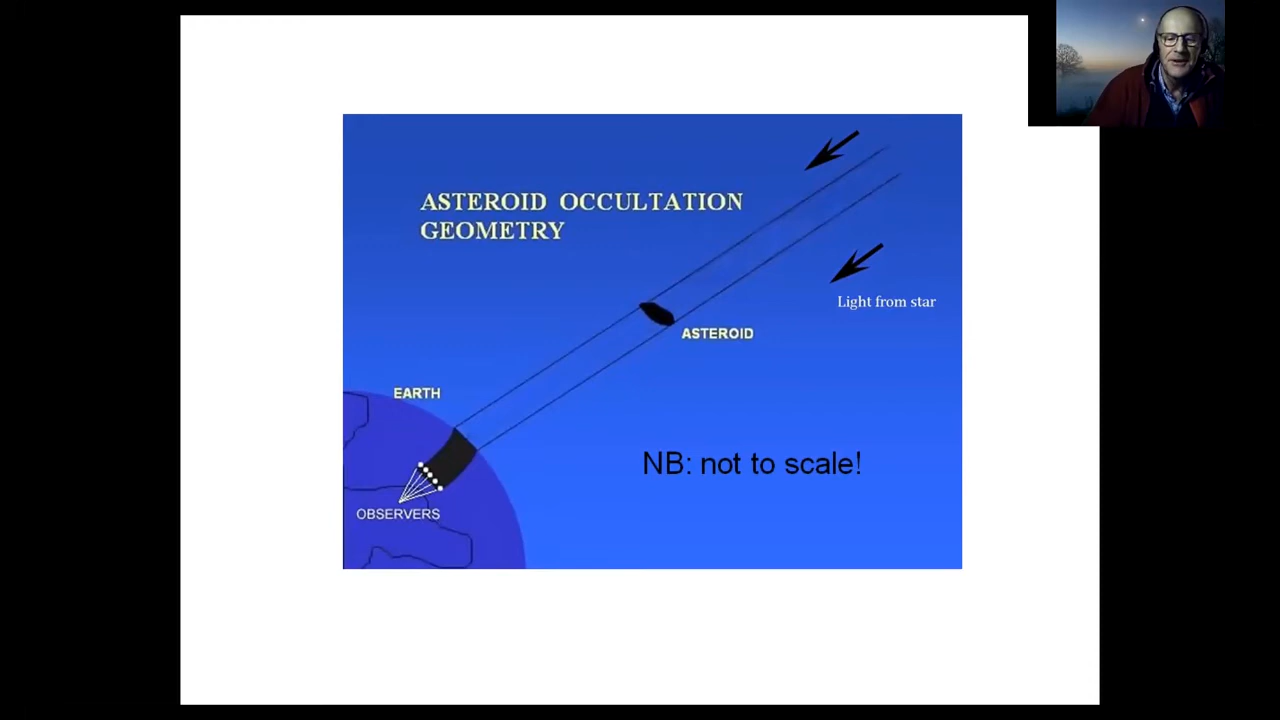 ASTEROID OCCULTATION
GEOMETRY
Light from star
ASTEROID
EARTH
NB: not to scale!
OBSERVERS